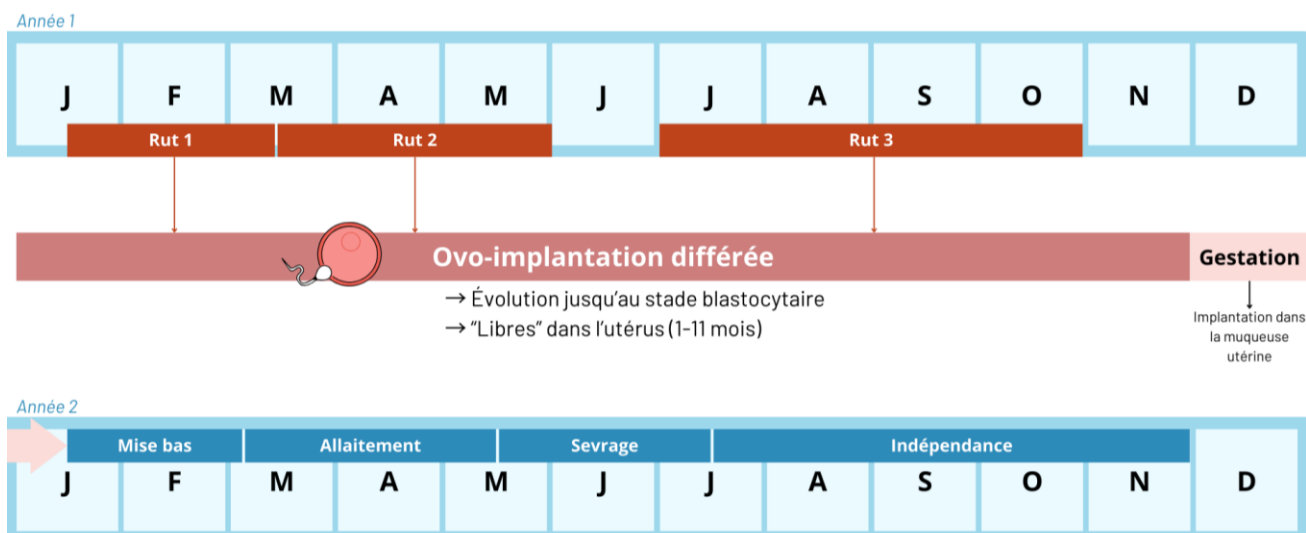 Année 1
J F M A M J J A S O N D
Rut 1 Rut 2 Rut 3
Ovo-implantation différée
Gestation
→ Évolution jusqu'au stade blastocytaire
→ “Libres” dans l'utérus (1-11 mois)
Implantation dans
la muqueuse
utérine
Année 2
Mise bas Allaitement Sevrage Indépendance
J F M A M J J A S O N D